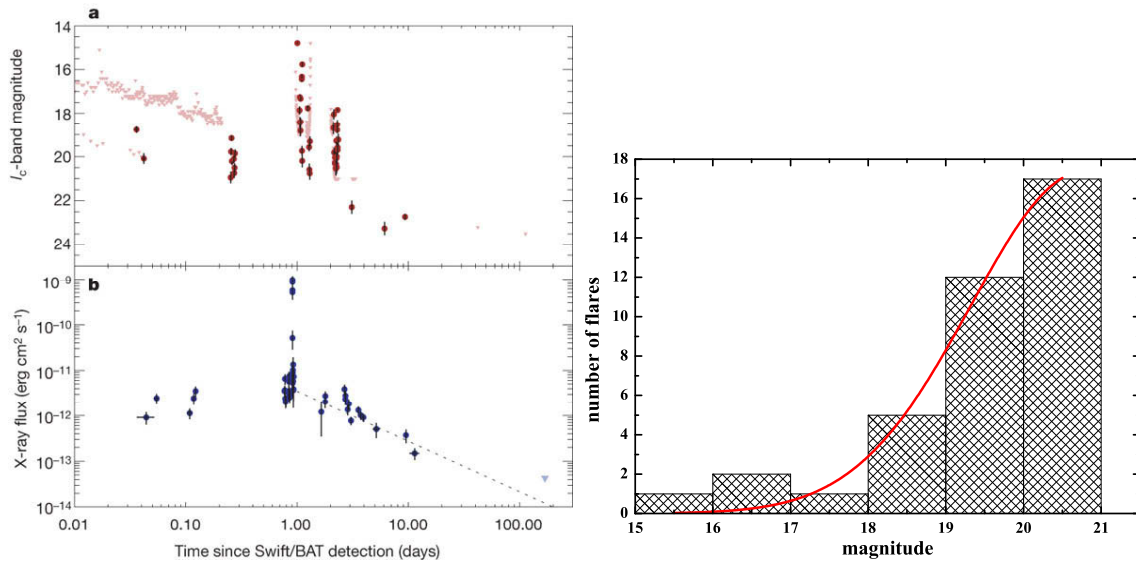 a
14
16
18
20
22
24
I_c-band magnitude
b
10⁻⁹
10⁻¹⁰
10⁻¹¹
10⁻¹²
10⁻¹³
10⁻¹⁴
X-ray flux (erg cm⁻² s⁻¹)
0.01 0.10 1.00 10.00 100.00
Time since Swift/BAT detection (days)
18
16
14
12
10
8
6
4
2
0
number of flares
15 16 17 18 19 20 21
magnitude